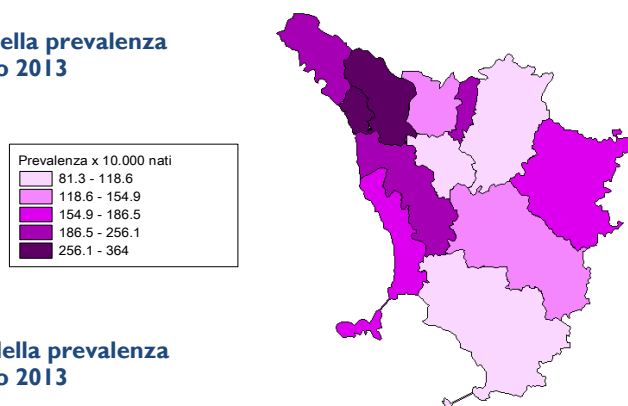 ella prevalenza
o 2013
Prevalenza x 10.000 nati
81.3 - 118.6
118.6 - 154.9
154.9 - 186.5
186.5 - 256.1
256.1 - 364
della prevalenza
o 2013